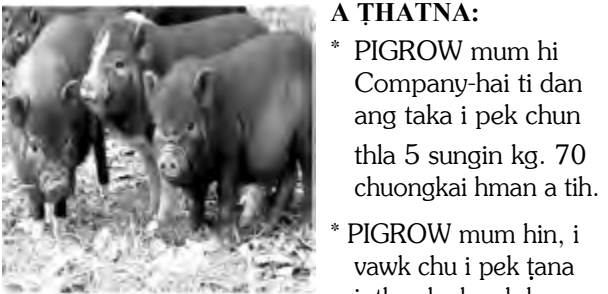 A ṬHATNA:
* PIGROW mum hi
Company-hai ti dan
ang taka i pek chun
thla 5 sungin kg. 70
chuongkai hman a tih.
* PIGROW mum hin, i
vawk chu i pek ṭana